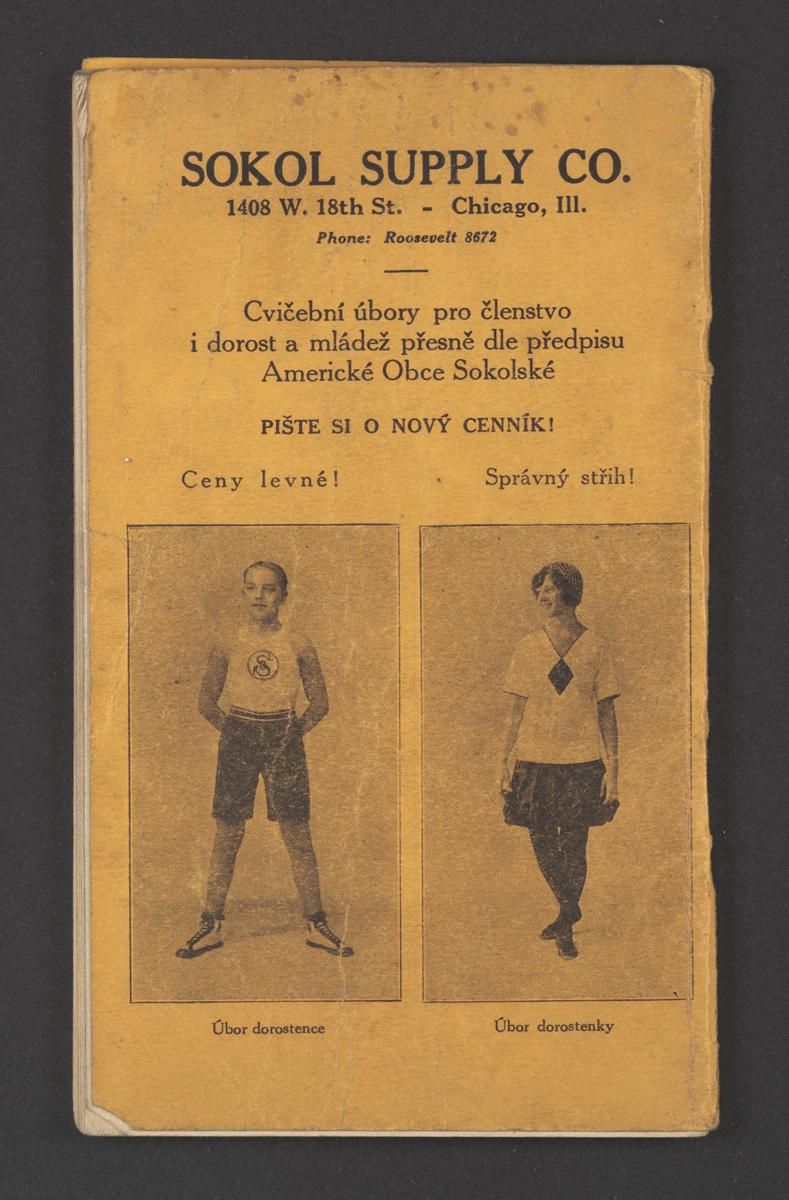 SOKOL SUPPLY CO.
1408 W. 18th St. - Chicago, Ill.
Phone: Roosevelt 8672
Cvičební úbory pro členstvo
i dorost a mládež přesně dle předpisu
Americké Obce Sokolské
PIŠTE SI O NOVÝ CENNÍK!
Ceny levné! Správný střih!
S
Úbor dorostence Úbor dorostenky